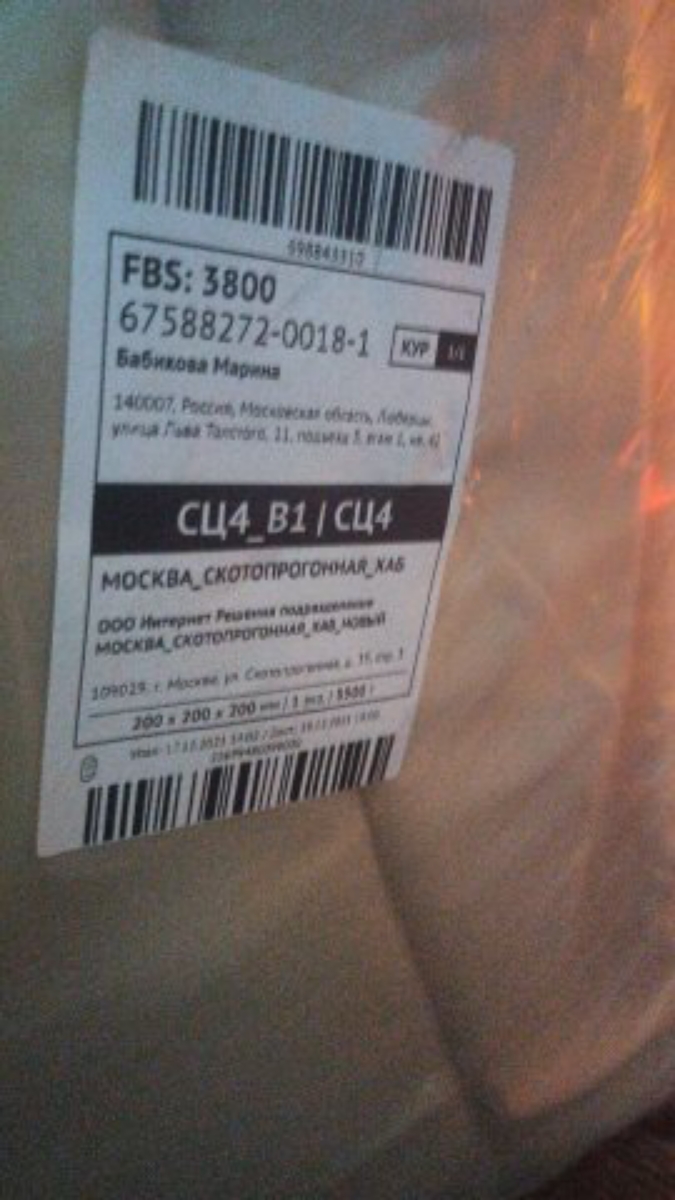 FBS: 3800
67588272-0018-1
КУР 1/1
Бабикова Марина
140007, Россия, Московская область, Люберцы,
улица Льва Толстого, 11, подъезд 3, этаж
СЦ4_В1 | СЦ4
МОСКВА_СКОТОПРОГОННАЯ_ХАБ
ООО Интернет Решения подразделение
МОСКВА_СКОТОПРОГОННАЯ_ХАБ_НОВЫЙ
109029, г. Москва, ул. Скотопрогонная, д. 35, стр.
200 x 200 x 200 мм /